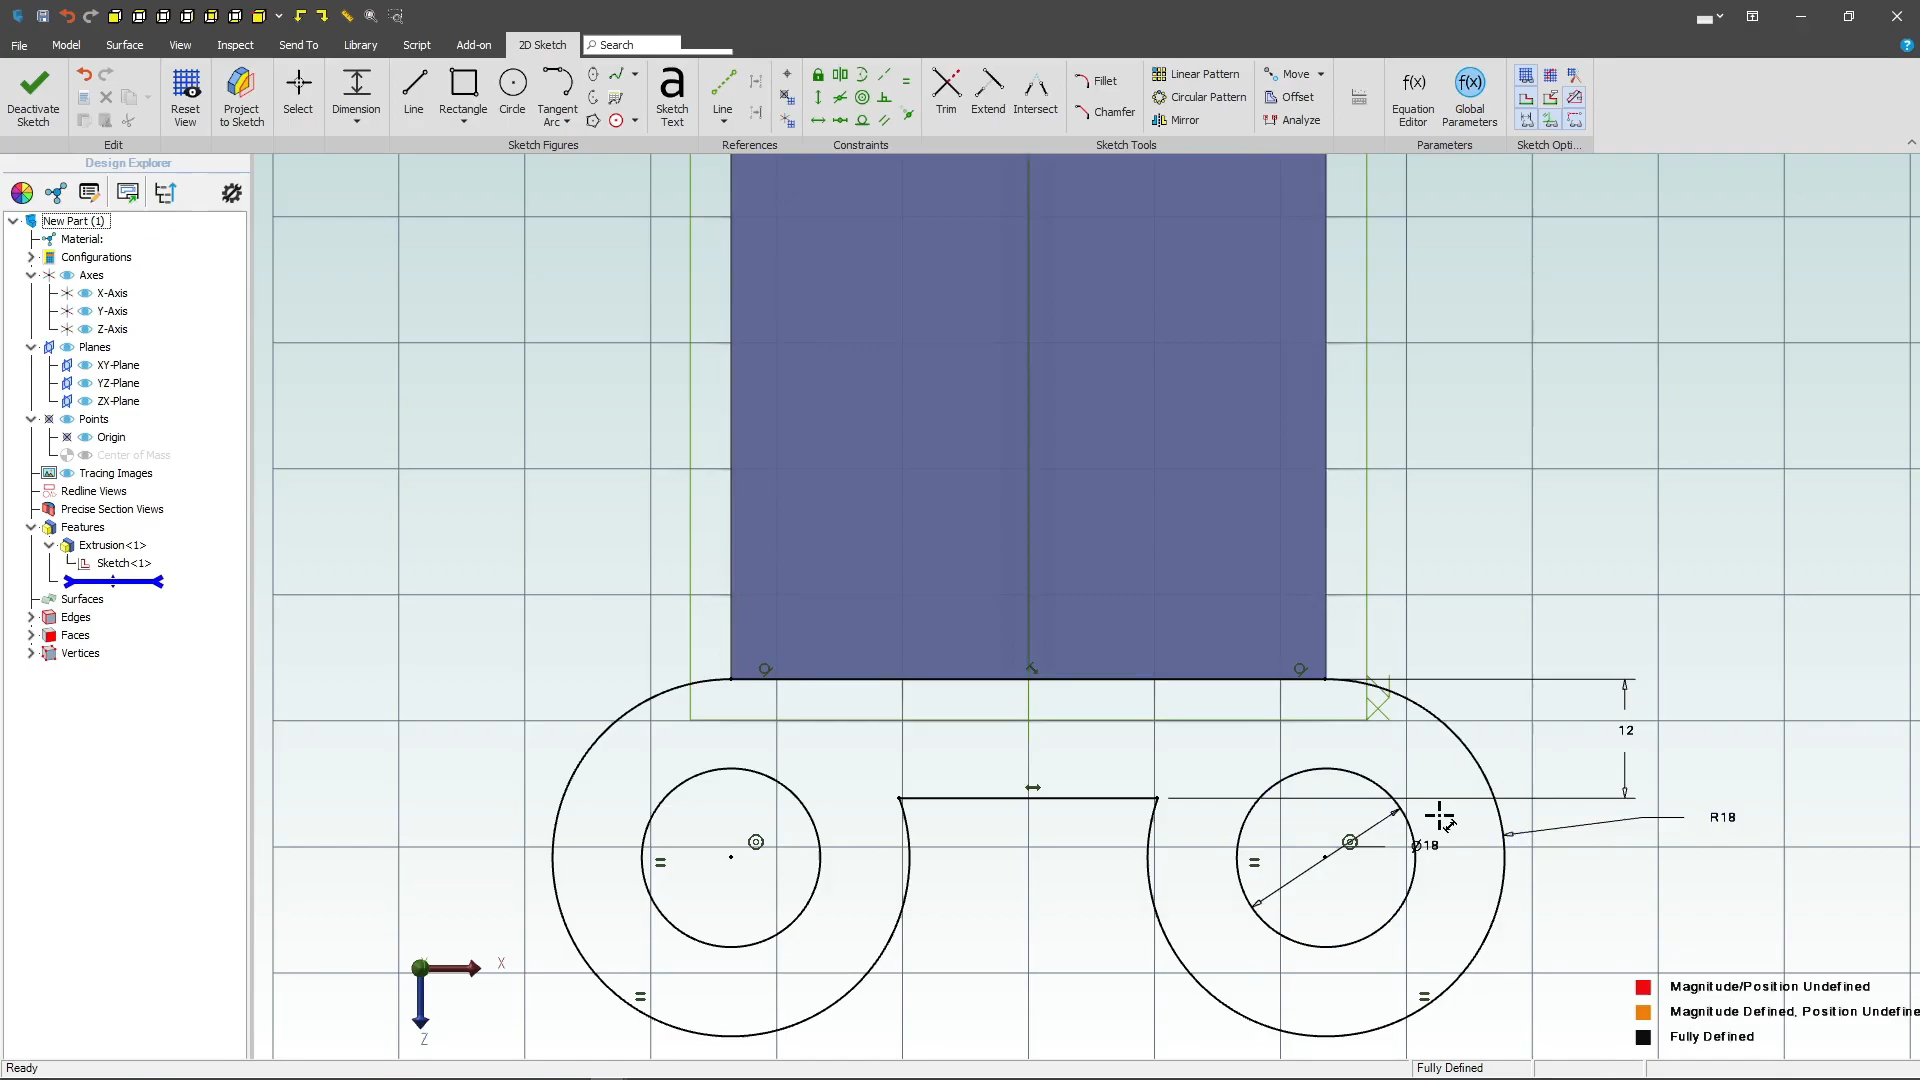 File Model Surface View Inspect Send To Library Script Add-on 2D Sketch Search
Deactivate Sketch
Edit
Reset View
Project to Sketch
Select
Dimension
Line
Rectangle
Circle
Tangent Arc
Sketch Figures
a
Sketch Text
Line
References
Constraints
Trim
Extend
Intersect
Fillet
Chamfer
Linear Pattern
Circular Pattern
Mirror
Move
Offset
Analyze
Sketch Tools
f(x)
Equation Editor
f(x)
Global Parameters
Parameters
Sketch Opti...
Design Explorer
New Part (1)
Material:
Configurations
Axes
X-Axis
Y-Axis
Z-Axis
Planes
XY-Plane
YZ-Plane
ZX-Plane
Points
Origin
Center of Mass
Tracing Images
Redline Views
Precise Section Views
Features
Extrusion<1>
Sketch<1>
Surfaces
Edges
Faces
Vertices
12
R18
Ø18
X
Z
Magnitude/Position Undefined
Magnitude Defined, Position Undefine
Fully Defined
Ready
Fully Defined